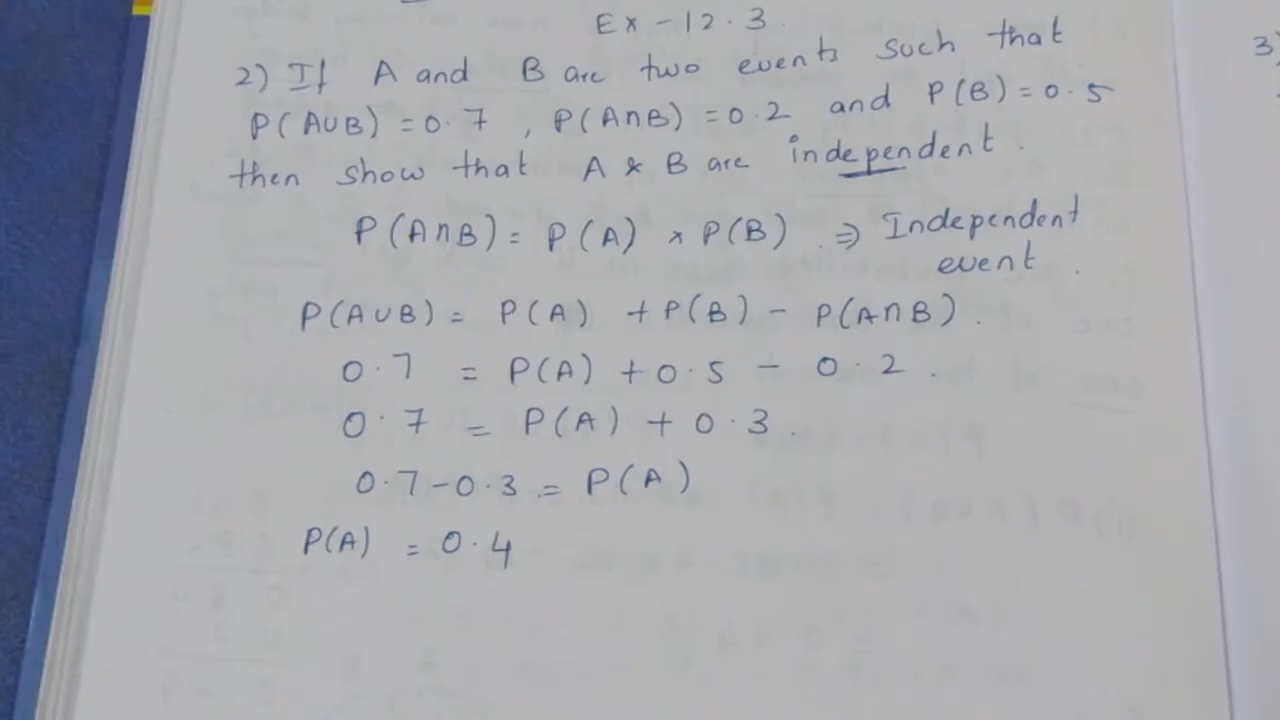 Ex - 12.3.
2) If A and B are two events such that
P(A∪B) = 0.7 , P(A∩B) = 0.2 and P(B) = 0.5
then show that A & B are independent.
P(A∩B) = P(A) × P(B) . ⇒ Independent
event .
P(A∪B) = P(A) + P(B) - P(A∩B).
0.7 = P(A) + 0.5 - 0.2 .
0.7 = P(A) + 0.3 .
0.7 - 0.3 = P(A)
P(A) = 0.4
3)